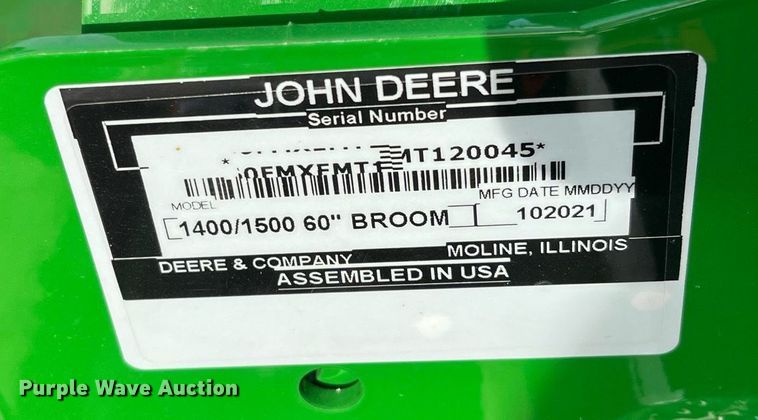 JOHN DEERE
Serial Number
MT120045*
MODEL
MFG DATE MMDDYY
1400/1500 60" BROOM
102021
DEERE & COMPANY
MOLINE, ILLINOIS
ASSEMBLED IN USA
Purple Wave Auction